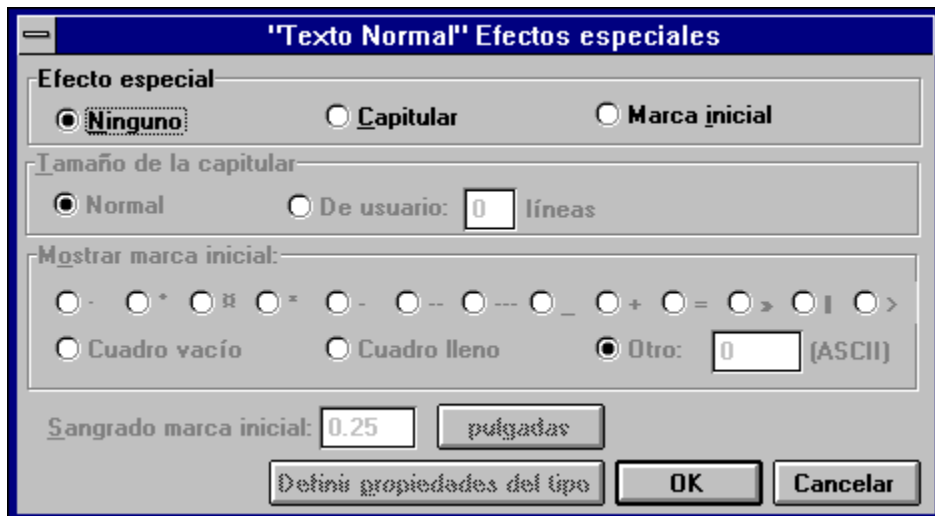 "Texto Normal" Efectos especiales
Efecto especial
Ninguno Capitular Marca inicial
Tamaño de la capitular
Normal De usuario: 0 líneas
Mostrar marca inicial:
· ° ¤ × - -- --- _ + = » | >
Cuadro vacío Cuadro lleno Otro: 0 (ASCII)
Sangrado marca inicial: 0.25 pulgadas
Definir propiedades del tipo OK Cancelar